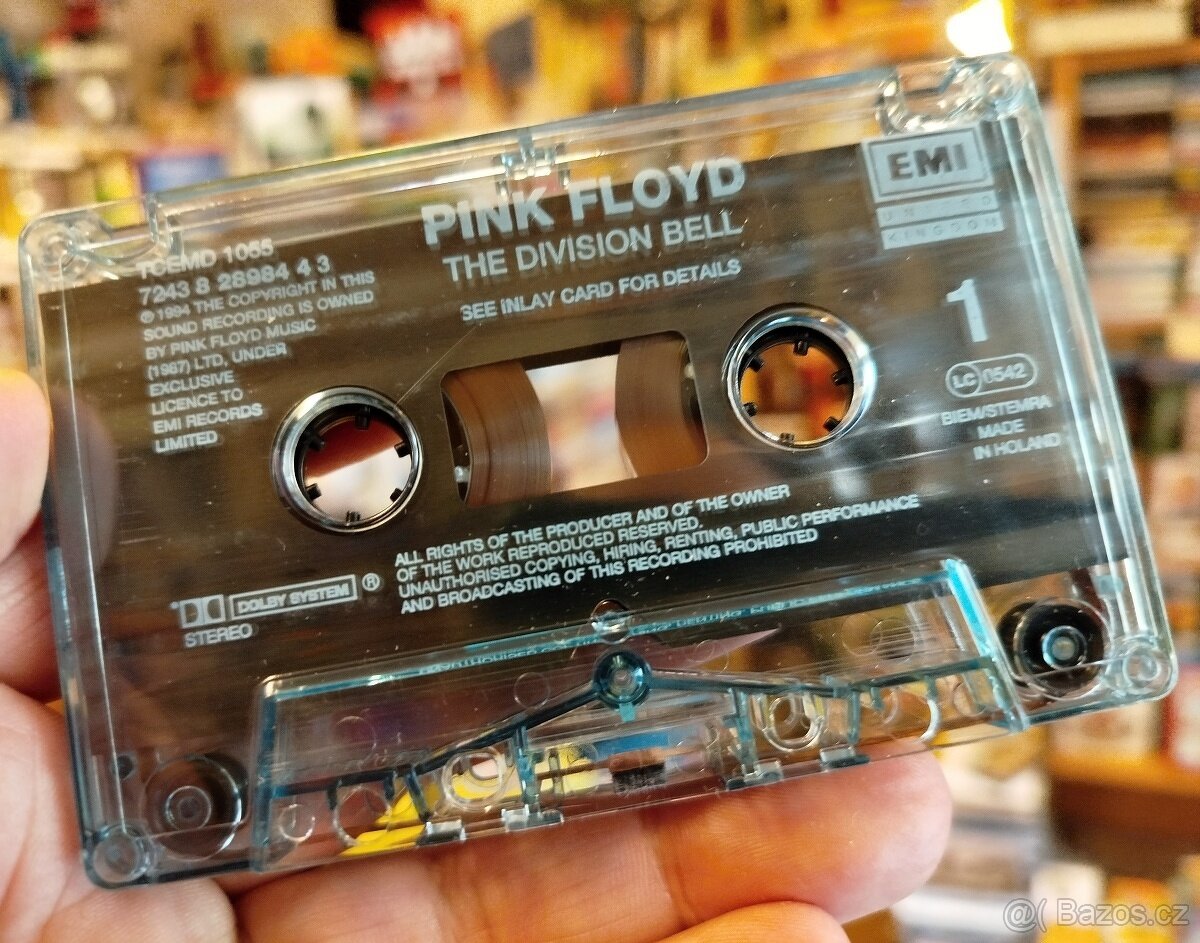 TCEMD 1055
7243 8 28984 4 3
℗ 1994 THE COPYRIGHT IN THIS
SOUND RECORDING IS OWNED
BY PINK FLOYD MUSIC
(1987) LTD, UNDER
EXCLUSIVE
LICENCE TO
EMI RECORDS
LIMITED
PINK FLOYD
THE DIVISION BELL
SEE INLAY CARD FOR DETAILS
EMI
UNITED
KINGDOM
1
LC 0542
BIEM/STEMRA
MADE
IN HOLAND
ALL RIGHTS OF THE PRODUCER AND OF THE OWNER
OF THE WORK REPRODUCED RESERVED.
UNAUTHORISED COPYING, HIRING, RENTING, PUBLIC PERFORMANCE
AND BROADCASTING OF THIS RECORDING PROHIBITED
DOLBY SYSTEM ®
STEREO
@( Bazos.cz